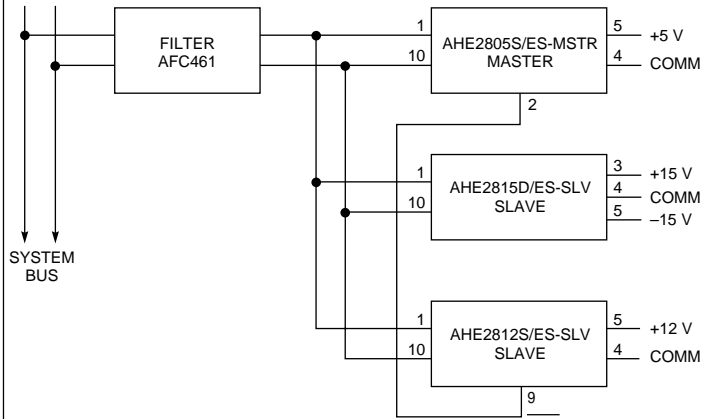 FILTER
AFC461
1
10
AHE2805S/ES-MSTR
MASTER
5
4
+5 V
COMM
2
1
10
AHE2815D/ES-SLV
SLAVE
3
4
5
+15 V
COMM
–15 V
SYSTEM
BUS
1
10
AHE2812S/ES-SLV
SLAVE
5
4
+12 V
COMM
9